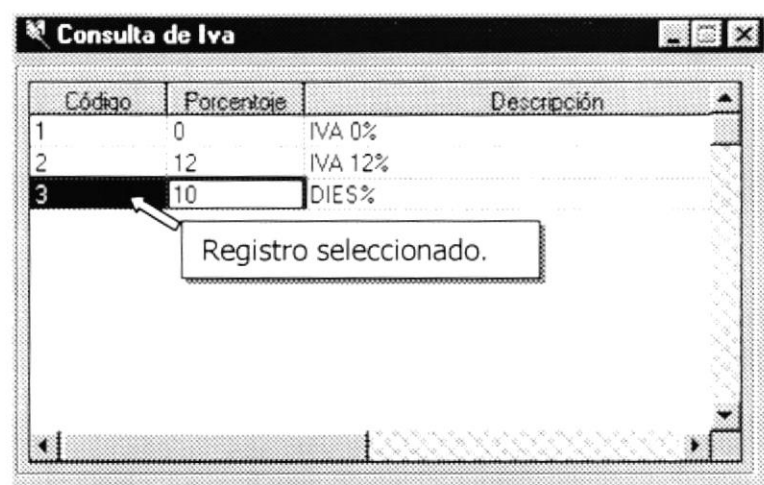 Consulta de Iva
Código Porcentaje Descripción
1 0 IVA 0%
2 12 IVA 12%
3 10 DIES%
Registro seleccionado.